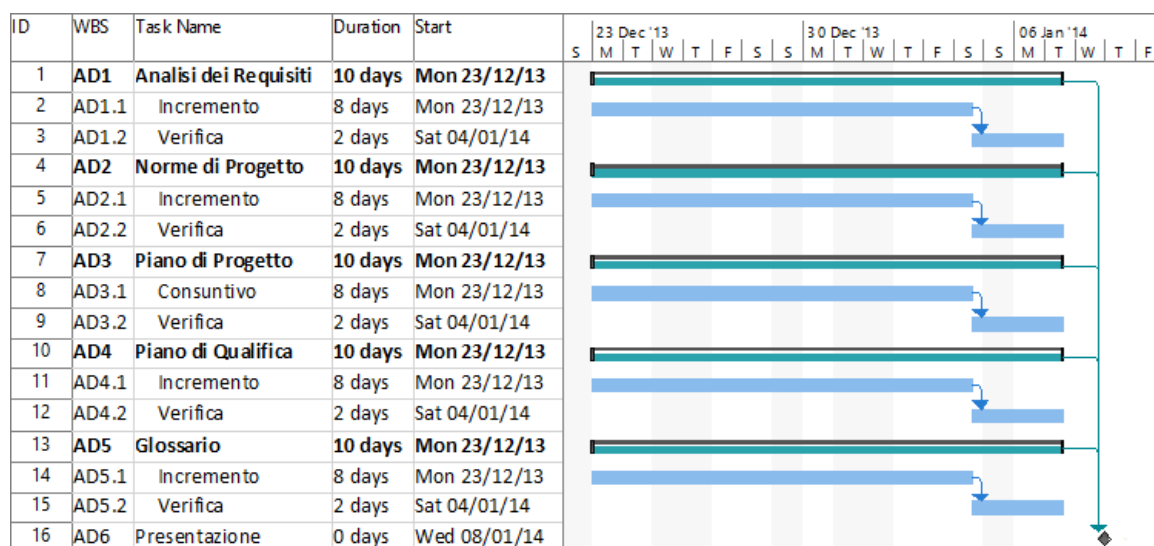 ID WBS Task Name Duration Start 23 Dec '13 30 Dec '13 06 Jan '14
S M T W T F S S M T W T F S S M T W T F
1 AD1 Analisi dei Requisiti 10 days Mon 23/12/13
2 AD1.1 Incremento 8 days Mon 23/12/13
3 AD1.2 Verifica 2 days Sat 04/01/14
4 AD2 Norme di Progetto 10 days Mon 23/12/13
5 AD2.1 Incremento 8 days Mon 23/12/13
6 AD2.2 Verifica 2 days Sat 04/01/14
7 AD3 Piano di Progetto 10 days Mon 23/12/13
8 AD3.1 Consuntivo 8 days Mon 23/12/13
9 AD3.2 Verifica 2 days Sat 04/01/14
10 AD4 Piano di Qualifica 10 days Mon 23/12/13
11 AD4.1 Incremento 8 days Mon 23/12/13
12 AD4.2 Verifica 2 days Sat 04/01/14
13 AD5 Glossario 10 days Mon 23/12/13
14 AD5.1 Incremento 8 days Mon 23/12/13
15 AD5.2 Verifica 2 days Sat 04/01/14
16 AD6 Presentazione 0 days Wed 08/01/14